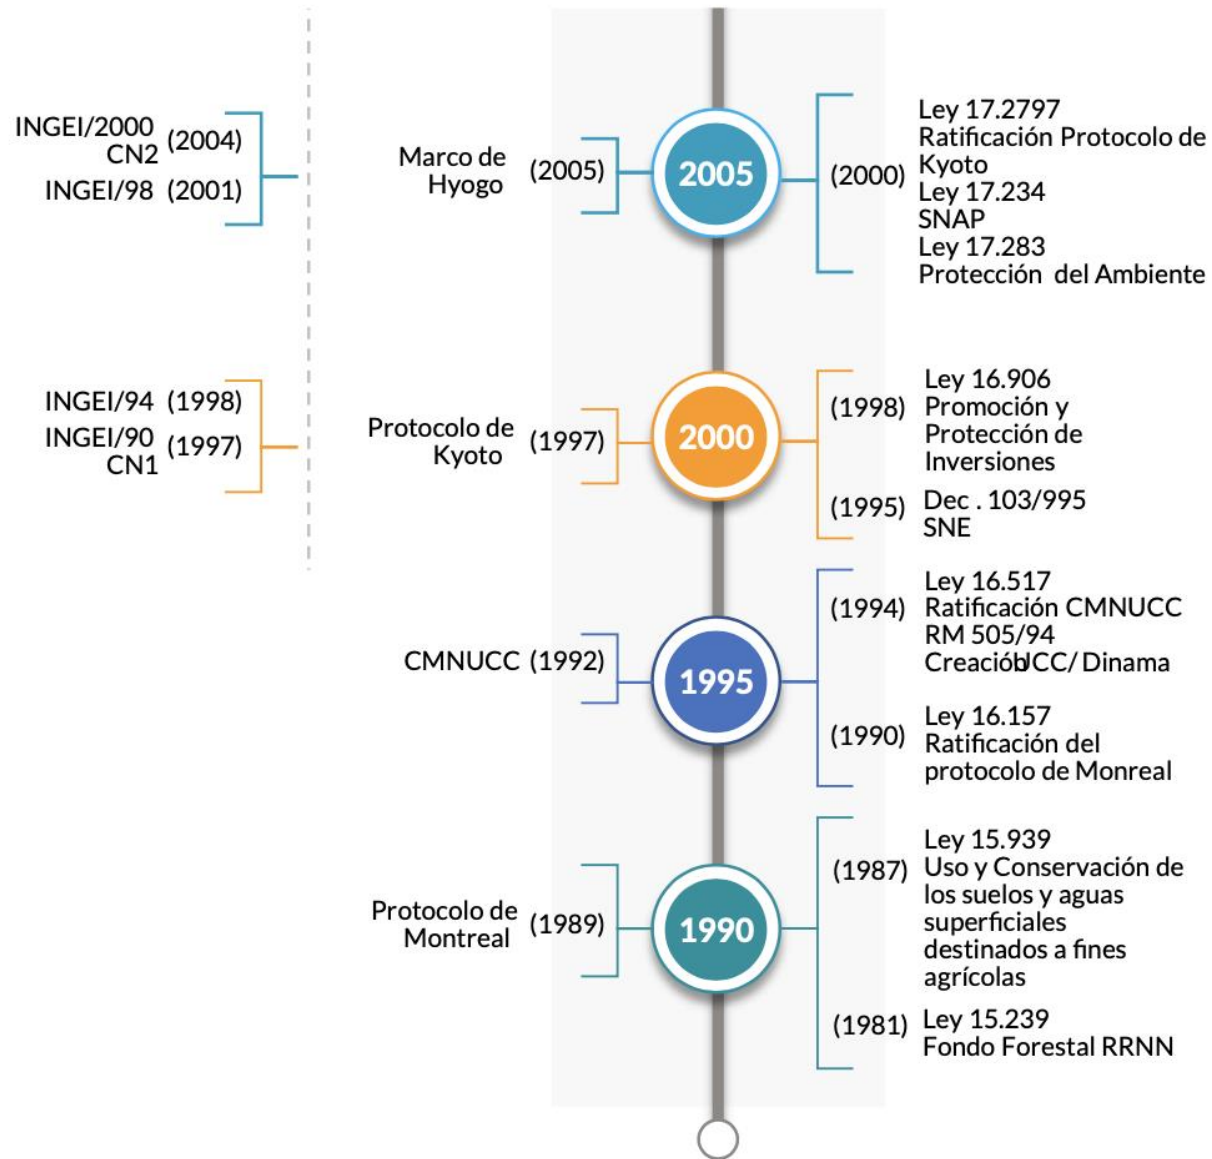 INGEI/2000 (2004)
CN2
INGEI/98 (2001)
Marco de
Hyogo (2005)
2005
(2000)
Ley 17.2797
Ratificación Protocolo de
Kyoto
Ley 17.234
SNAP
Ley 17.283
Protección del Ambiente
INGEI/94 (1998)
INGEI/90 (1997)
CN1
Protocolo de
Kyoto (1997)
2000
(1998) Ley 16.906
Promoción y
Protección de
Inversiones
(1995) Dec . 103/995
SNE
CMNUCC (1992)
1995
(1994) Ley 16.517
Ratificación CMNUCC
RM 505/94
Creación UCC/ Dinama
(1990) Ley 16.157
Ratificación del
protocolo de Monreal
Protocolo de
Montreal (1989)
1990
(1987) Ley 15.939
Uso y Conservación de
los suelos y aguas
superficiales
destinados a fines
agrícolas
(1981) Ley 15.239
Fondo Forestal RRNN